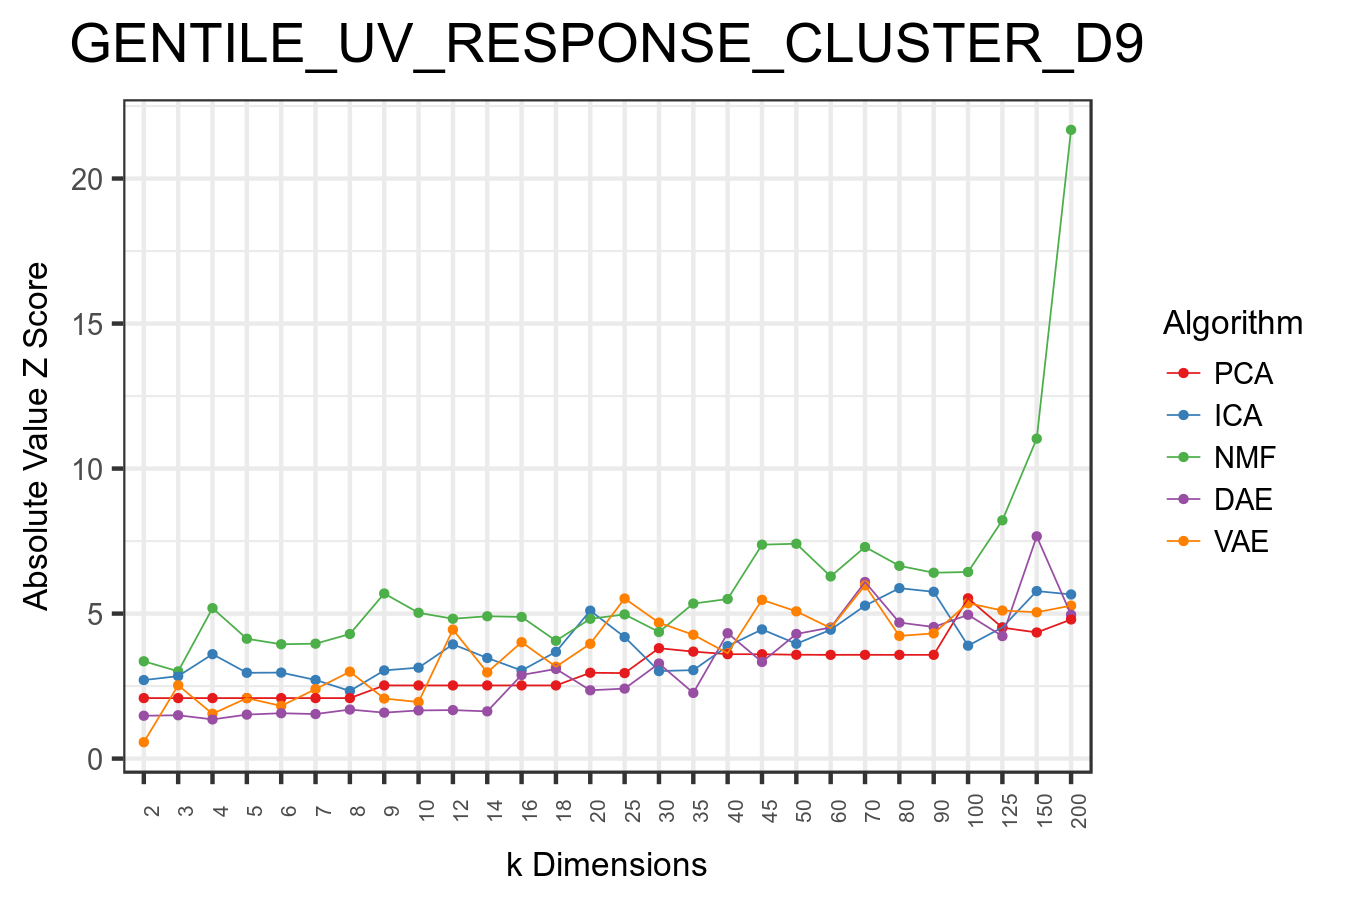 GENTILE_UV_RESPONSE_CLUSTER_D9
Absolute Value Z Score
20
15
10
5
0
2 3 4 5 6 7 8 9 10 12 14 16 18 20 25 30 35 40 45 50 60 70 80 90 100 125 150 200
k Dimensions
Algorithm
PCA
ICA
NMF
DAE
VAE